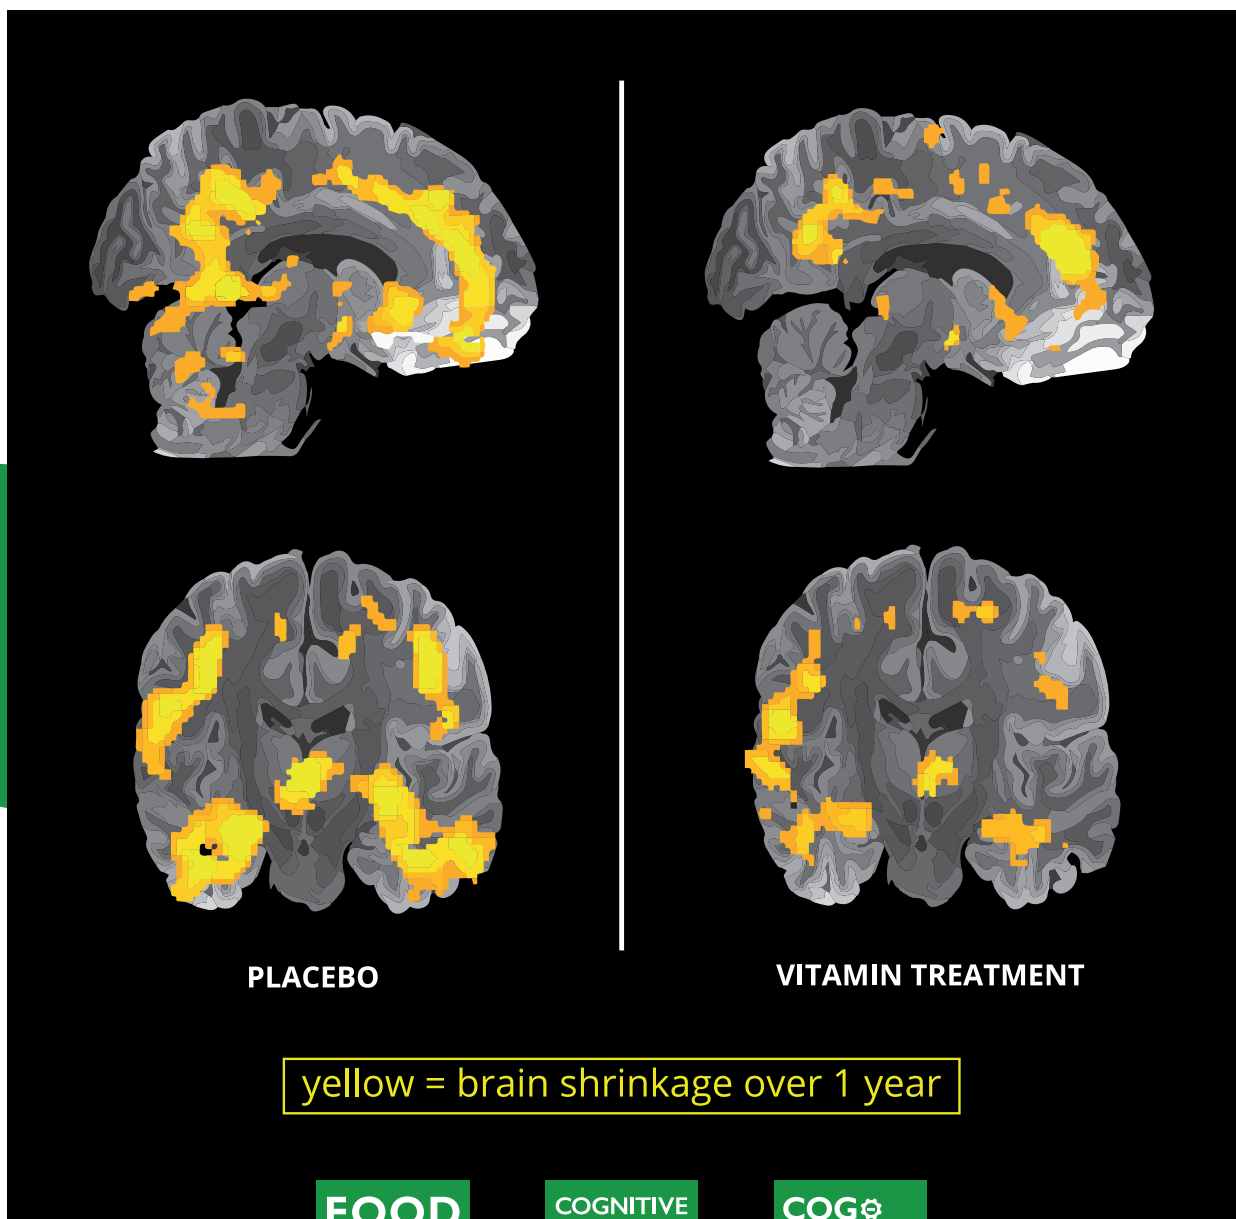 PLACEBO
VITAMIN TREATMENT
yellow = brain shrinkage over 1 year
FOOD
COGNITIVE
COG